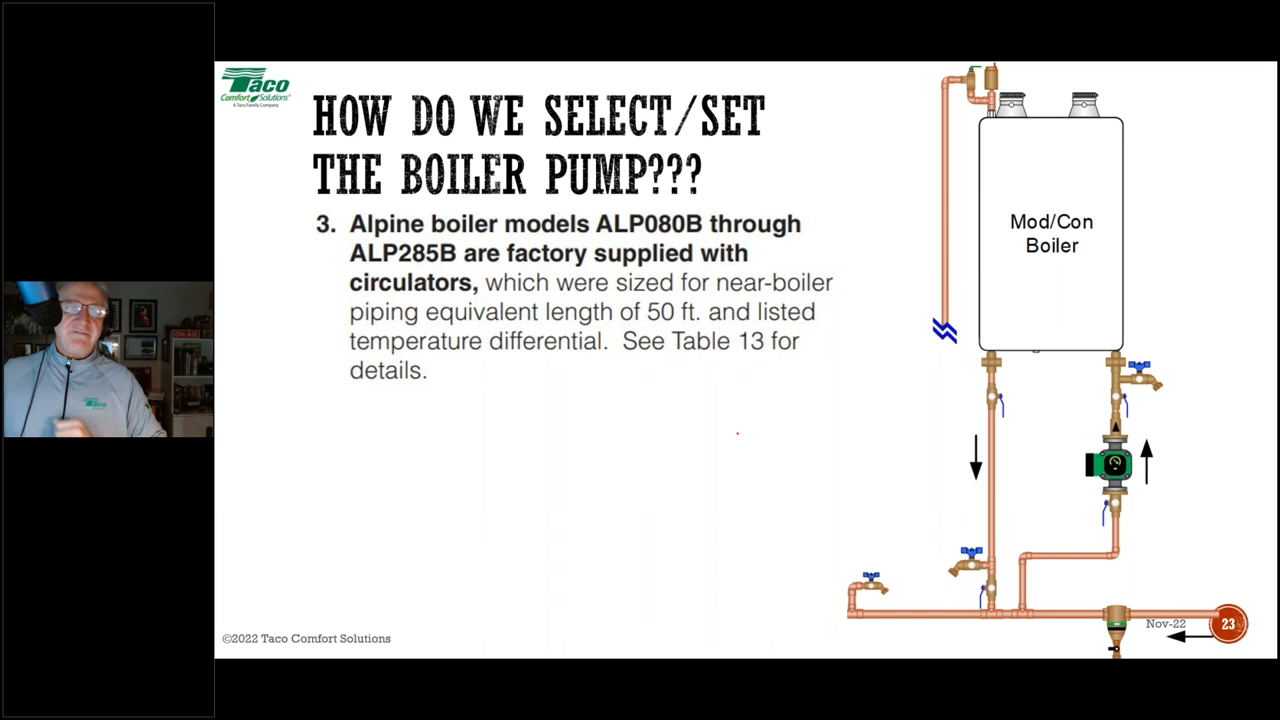 Taco
Comfort Solutions
A Taco Family Company
HOW DO WE SELECT/SET
THE BOILER PUMP???
3. Alpine boiler models ALP080B through
ALP285B are factory supplied with
circulators, which were sized for near-boiler
piping equivalent length of 50 ft. and listed
temperature differential. See Table 13 for
details.
Mod/Con
Boiler
ON AIR
Taco
©2022 Taco Comfort Solutions
Nov-22
23